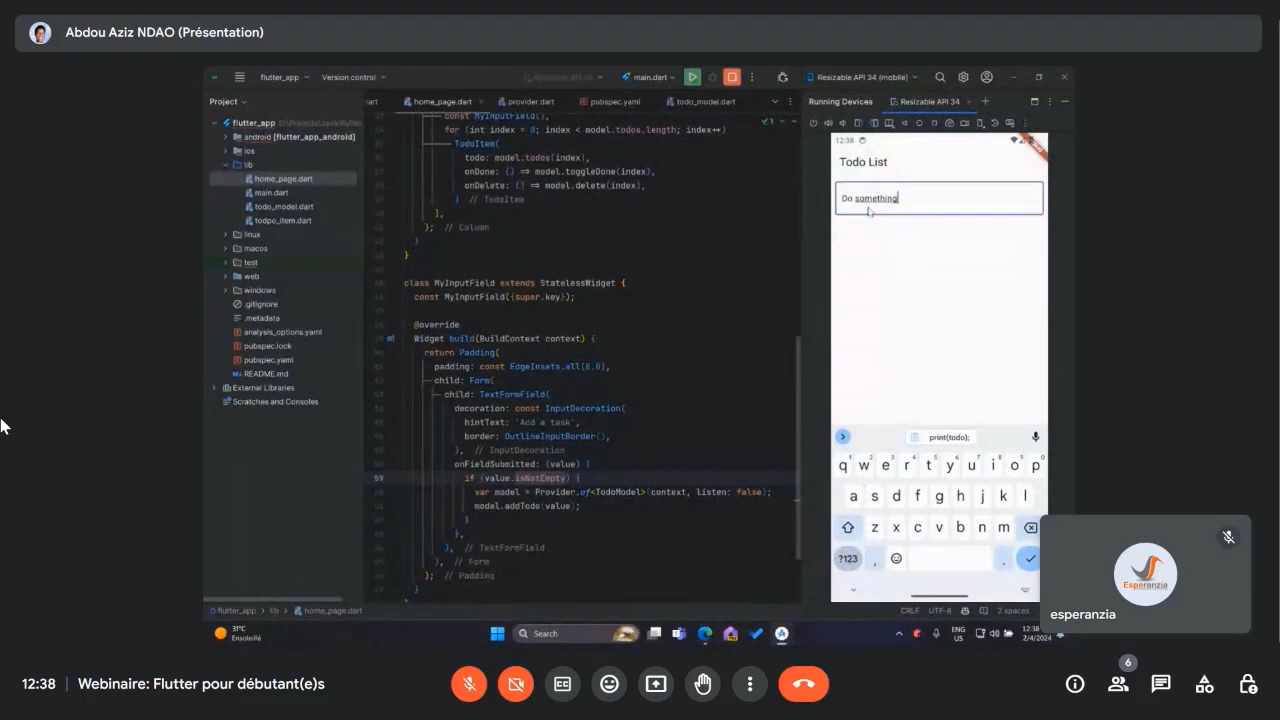 Abdou Aziz NDAO (Présentation)
flutter_app
Version control
main.dart
Resizable API 34 (mobile)
Project
art
home_page.dart
provider.dart
pubspec.yaml
todo_model.dart
Running Devices
Resizable API 34
flutter_app
android [flutter_app_android]
ios
lib
home_page.dart
main.dart
todo_model.dart
todpo_item.dart
linux
macos
test
web
windows
.gitignore
.metadata
analysis_options.yaml
pubspec.lock
pubspec.yaml
README.md
External Libraries
Scratches and Consoles
const MyInputField(),
for (int index = 0; index < model.todos.length; index++)
TodoItem(
todo: model.todos[index],
onDone: () => model.toggleDone(index),
onDelete: () => model.delete(index),
) // TodoItem
],
); // Column
}
}
class MyInputField extends StatelessWidget {
const MyInputField({super.key});
@override
Widget build(BuildContext context) {
return Padding(
padding: const EdgeInsets.all(8.0),
child: Form(
child: TextFormField(
decoration: const InputDecoration(
hintText: 'Add a task',
border: OutlineInputBorder(),
), // InputDecoration
onFieldSubmitted: (value) {
59 if (value.isNotEmpty) {
var model = Provider.of<TodoModel>(context, listen: false);
model.addTodo(value);
}
},
), // TextFormField
), // Form
); // Padding
}
12:38
Todo List
Do something
print(todo);
q w e r t y u i o p
a s d f g h j k l
z x c v b n m
?123 , .
flutter_app > lib > home_page.dart
CRLF UTF-8 2 spaces
31°C
Ensoleillé
Search
ENG
US
12:38
2/4/2024
Esperanzia
esperanzia
12:38 | Webinaire: Flutter pour débutant(e)s
6